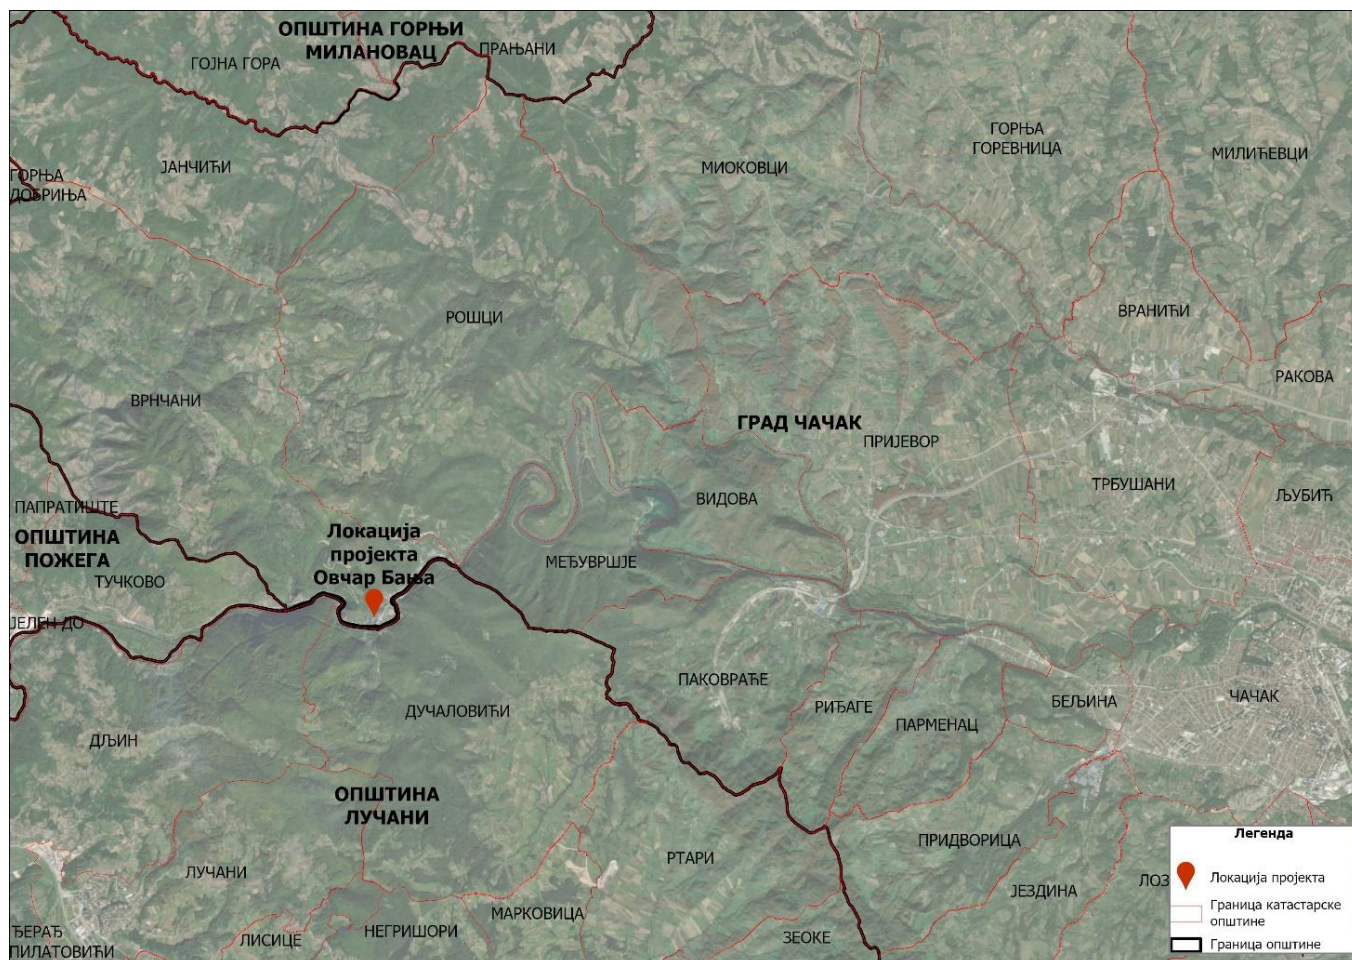 ОПШТИНА ГОРЊИ
МИЛАНОВАЦ
ПРАЊАНИ
ГОЈНА ГОРА
ГОРЊА
ГОРЕВНИЦА
МИЛИЋЕВЦИ
ЈАНЧИЋИ
МИОКОВЦИ
ГОРЊА
ДОБРИЊА
ВРАНИЋИ
РОШЦИ
РАКОВА
ВРНЧАНИ
ГРАД ЧАЧАК
ПРИЈЕВОР
ТРБУШАНИ
ЉУБИЋ
ВИДОВА
ПАПРАТИШТЕ
ОПШТИНА
ПОЖЕГА
Локација
пројекта
Овчар Бања
МЕЂУВРШЈЕ
ТУЧКОВО
ЈЕЛЕН ДО
ПАКОВРАЋЕ
РИЂАГЕ
ПАРМЕНАЦ
БЕЉИНА
ЧАЧАК
ДУЧАЛОВИЋИ
ДЉИН
ОПШТИНА
ЛУЧАНИ
ПРИДВОРИЦА
РТАРИ
ЛУЧАНИ
ЈЕЗДИНА
ЛОЗ
МАРКОВИЦА
НЕГРИШОРИ
ЛИСИЦЕ
ЗЕОКЕ
ЂЕРАЂ
ПИЛАТОВИЋИ
Легенда
Локација пројекта
Граница катастарске
општине
Граница општине